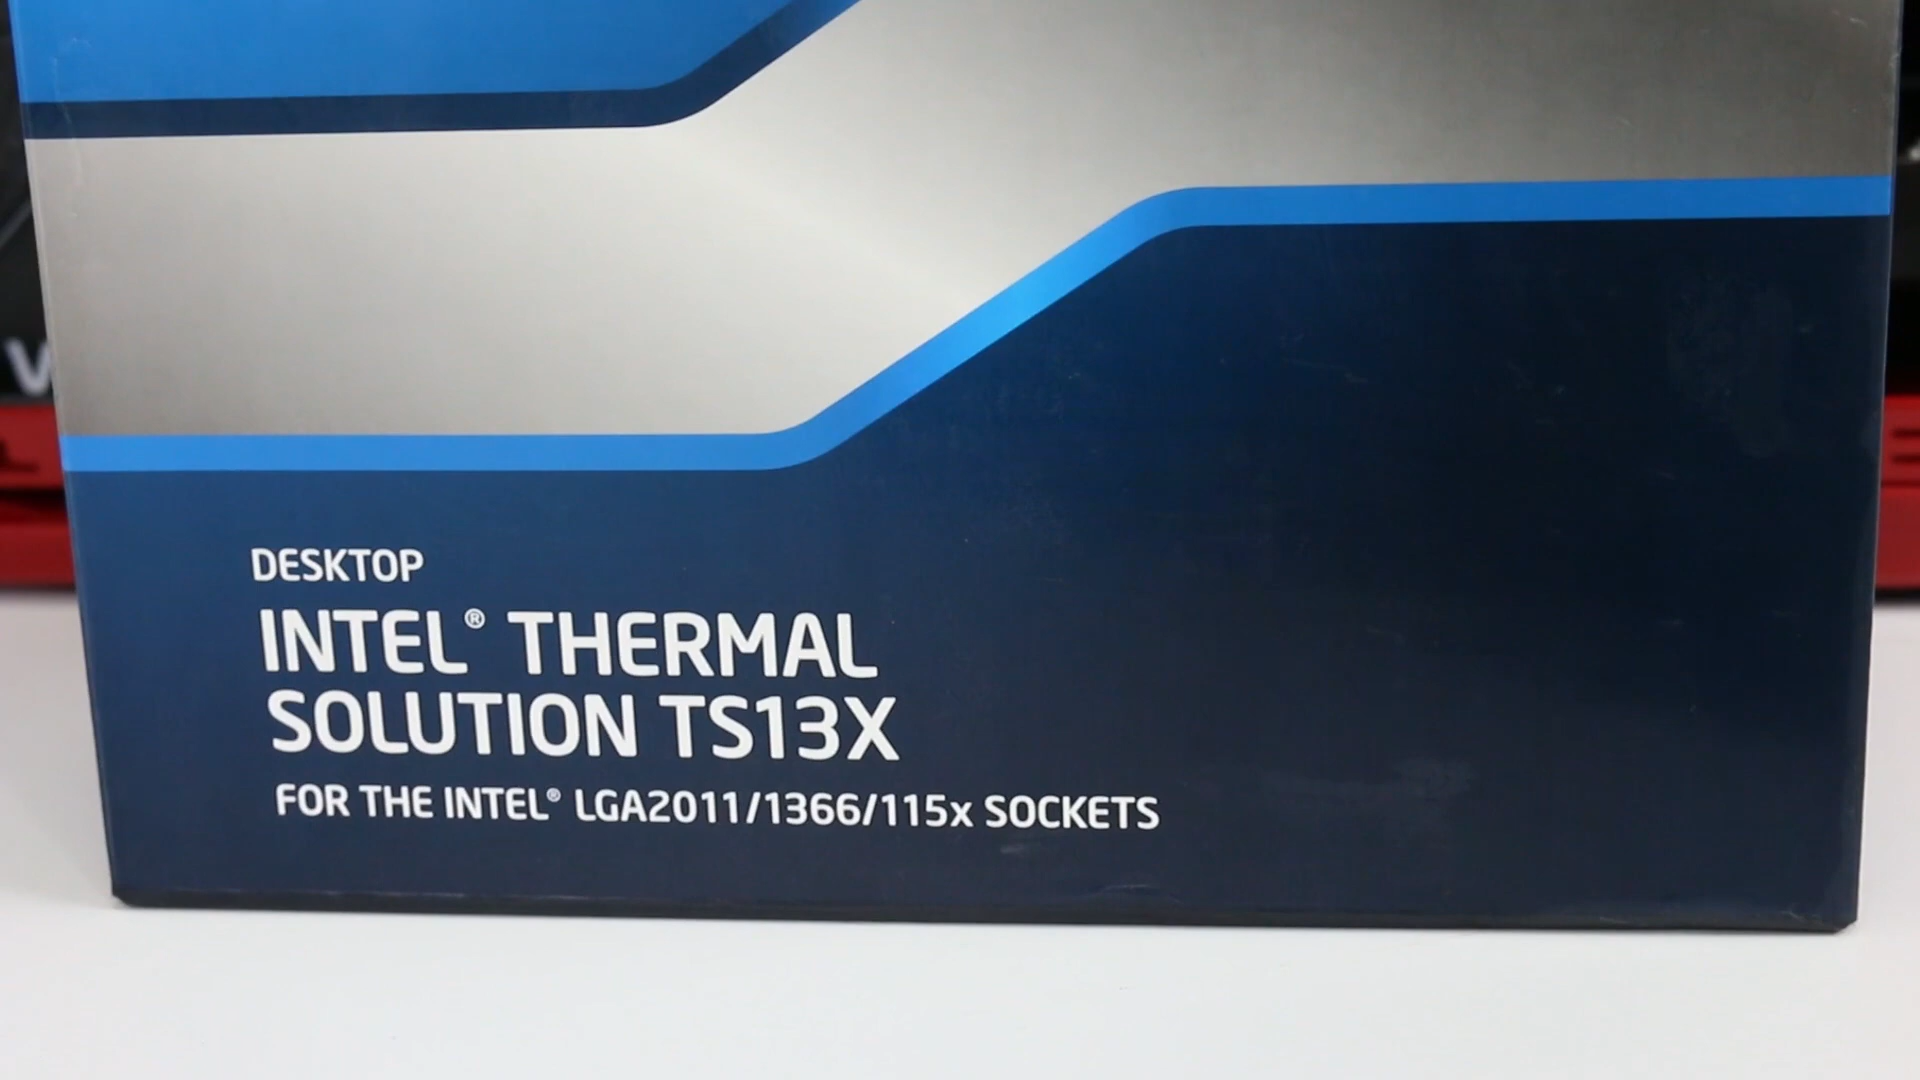 DESKTOP
INTEL® THERMAL
SOLUTION TS13X
FOR THE INTEL® LGA2011/1366/115x SOCKETS